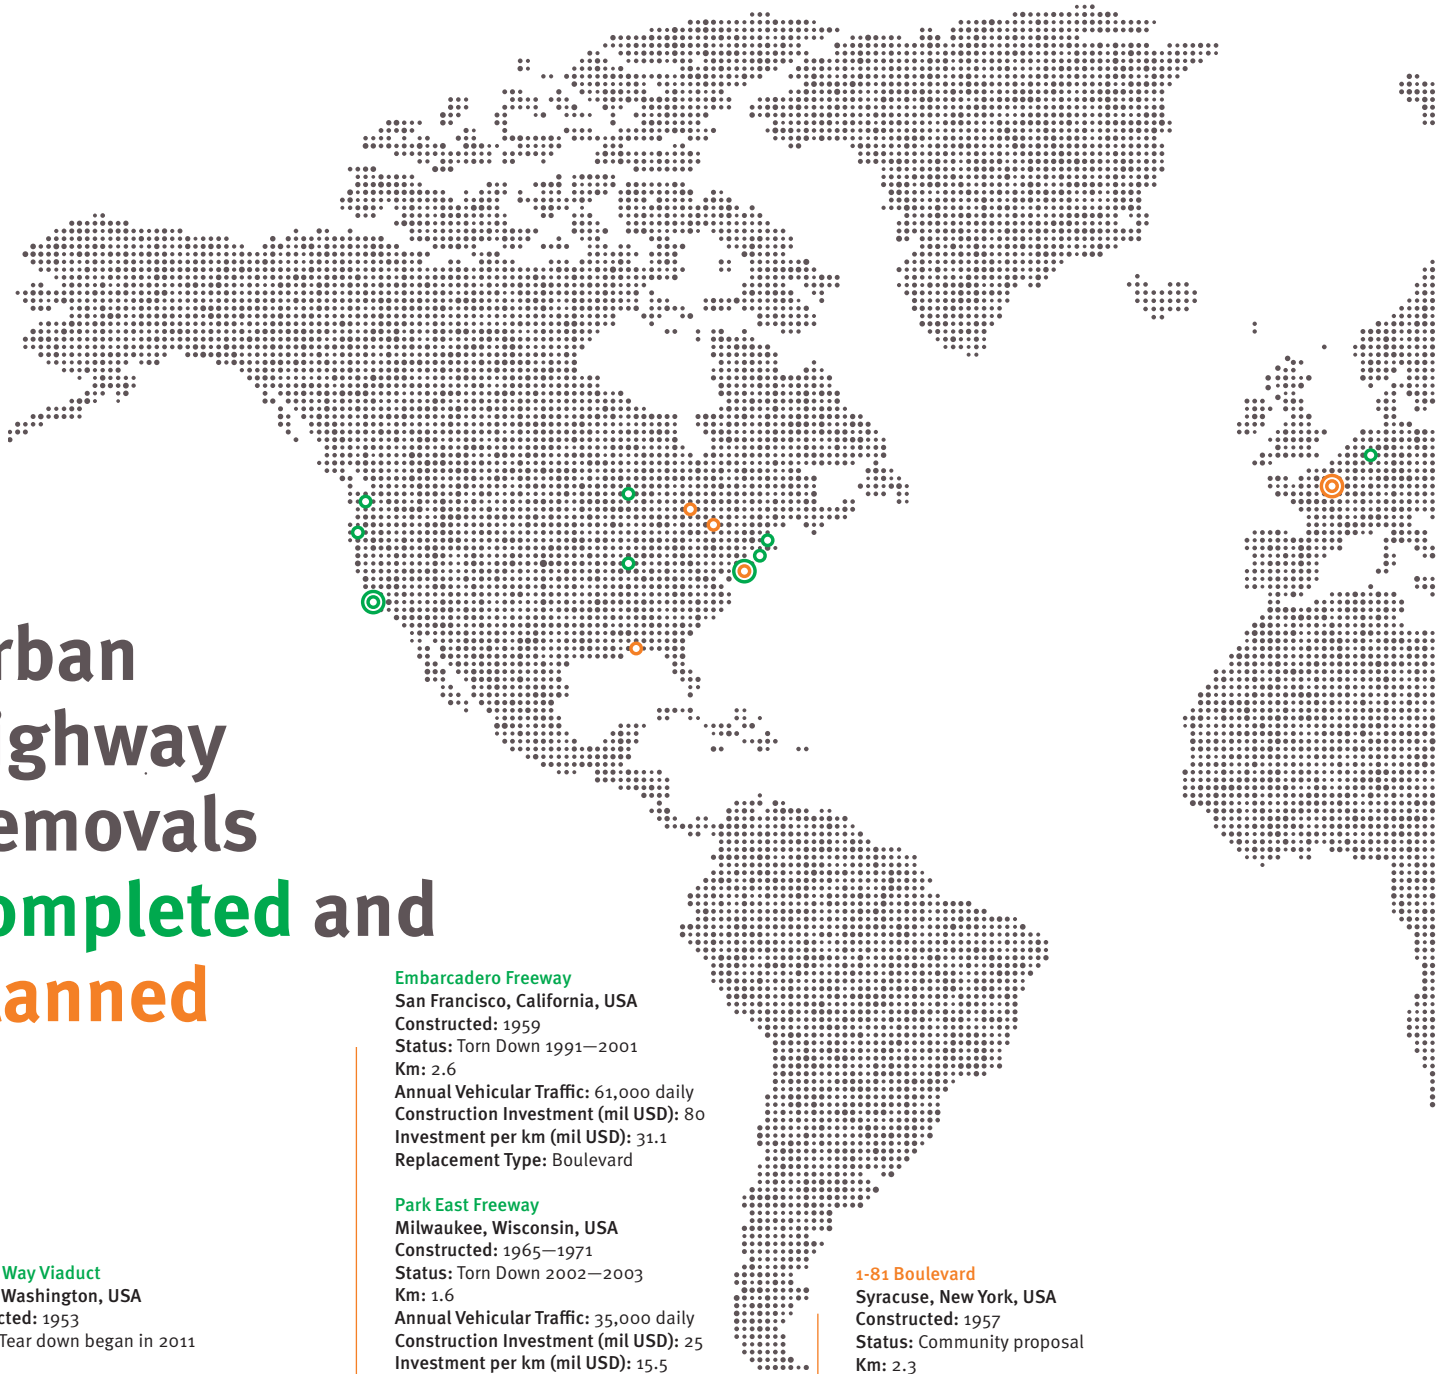 rban
ighway
emovals
ompleted and
lanned
Embarcadero Freeway
San Francisco, California, USA
Constructed: 1959
Status: Torn Down 1991—2001
Km: 2.6
Annual Vehicular Traffic: 61,000 daily
Construction Investment (mil USD): 80
Investment per km (mil USD): 31.1
Replacement Type: Boulevard
Park East Freeway
Milwaukee, Wisconsin, USA
Constructed: 1965—1971
Status: Torn Down 2002—2003
Km: 1.6
Annual Vehicular Traffic: 35,000 daily
Construction Investment (mil USD): 25
Investment per km (mil USD): 15.5
Way Viaduct
Washington, USA
cted: 1953
Tear down began in 2011
1-81 Boulevard
Syracuse, New York, USA
Constructed: 1957
Status: Community proposal
Km: 2.3